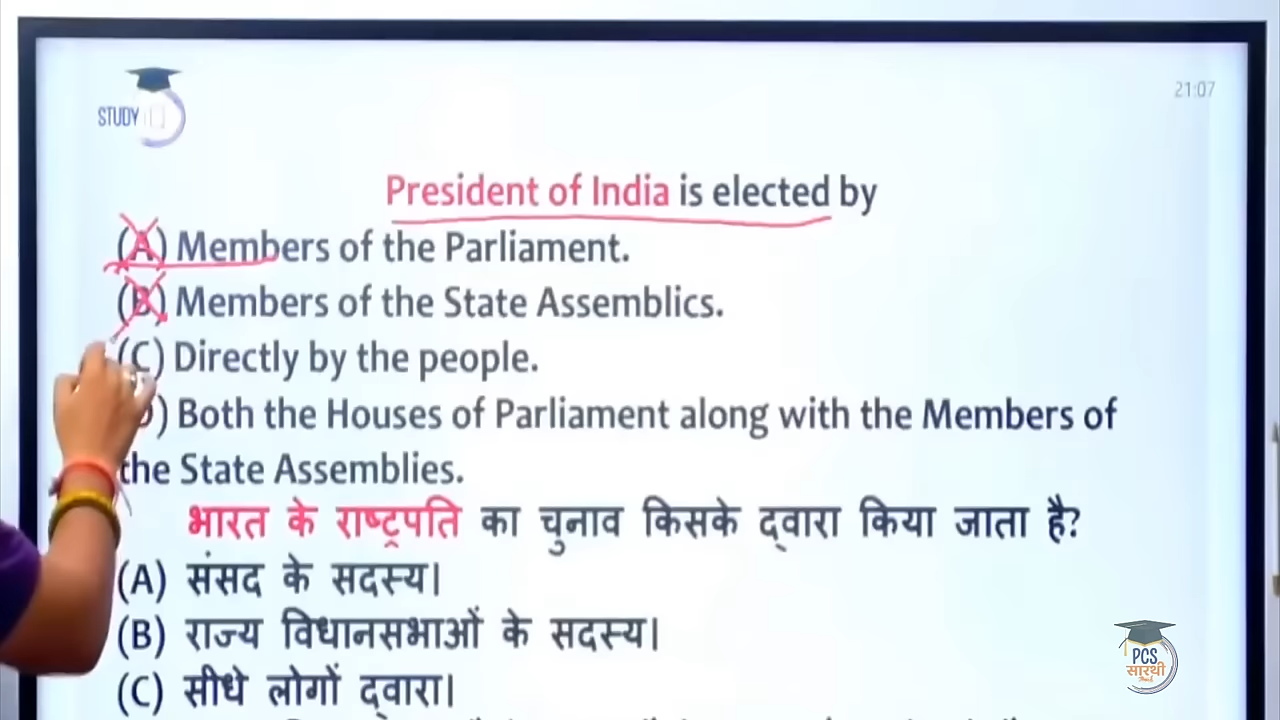 STUDY
21:07
President of India is elected by
(A) Members of the Parliament.
(B) Members of the State Assemblics.
(C) Directly by the people.
) Both the Houses of Parliament along with the Members of
the State Assemblies.
भारत के राष्ट्रपति का चुनाव किसके द्वारा किया जाता है?
(A) संसद के सदस्य।
(B) राज्य विधानसभाओं के सदस्य।
(C) सीधे लोगों द्वारा।
PCS
सारथी